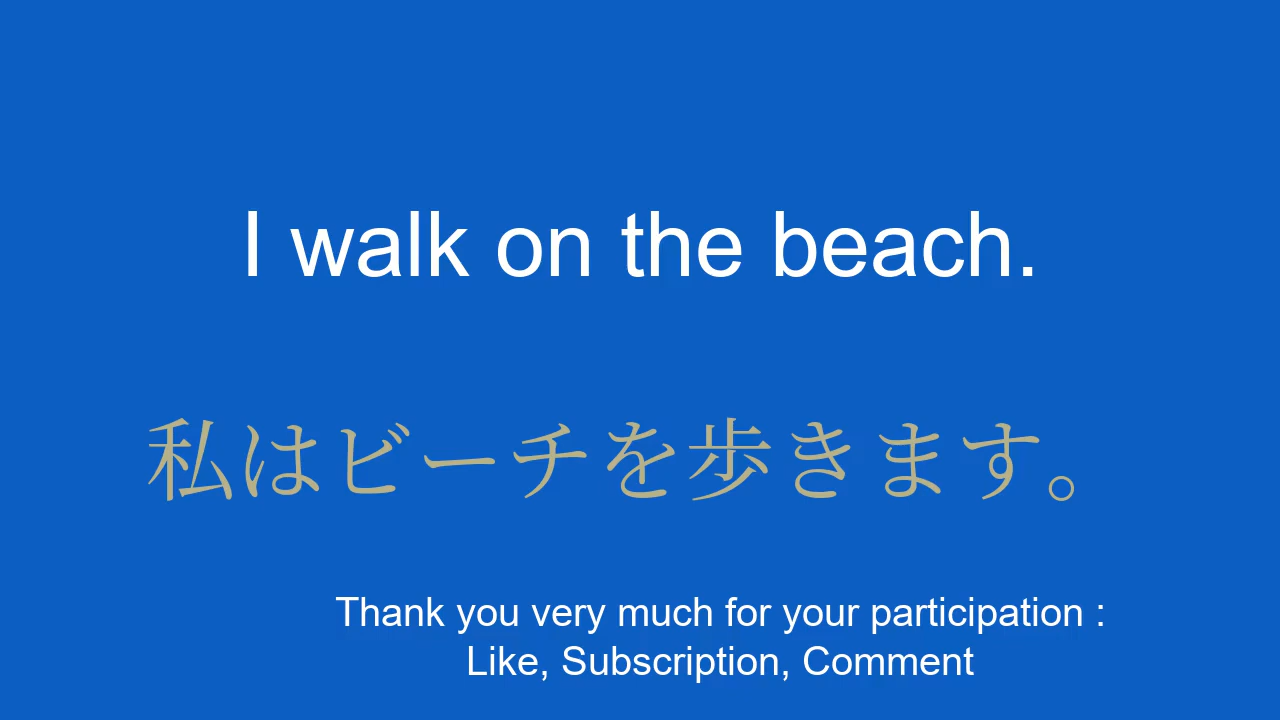 I walk on the beach.
私はビーチを歩きます。
Thank you very much for your participation :
Like, Subscription, Comment